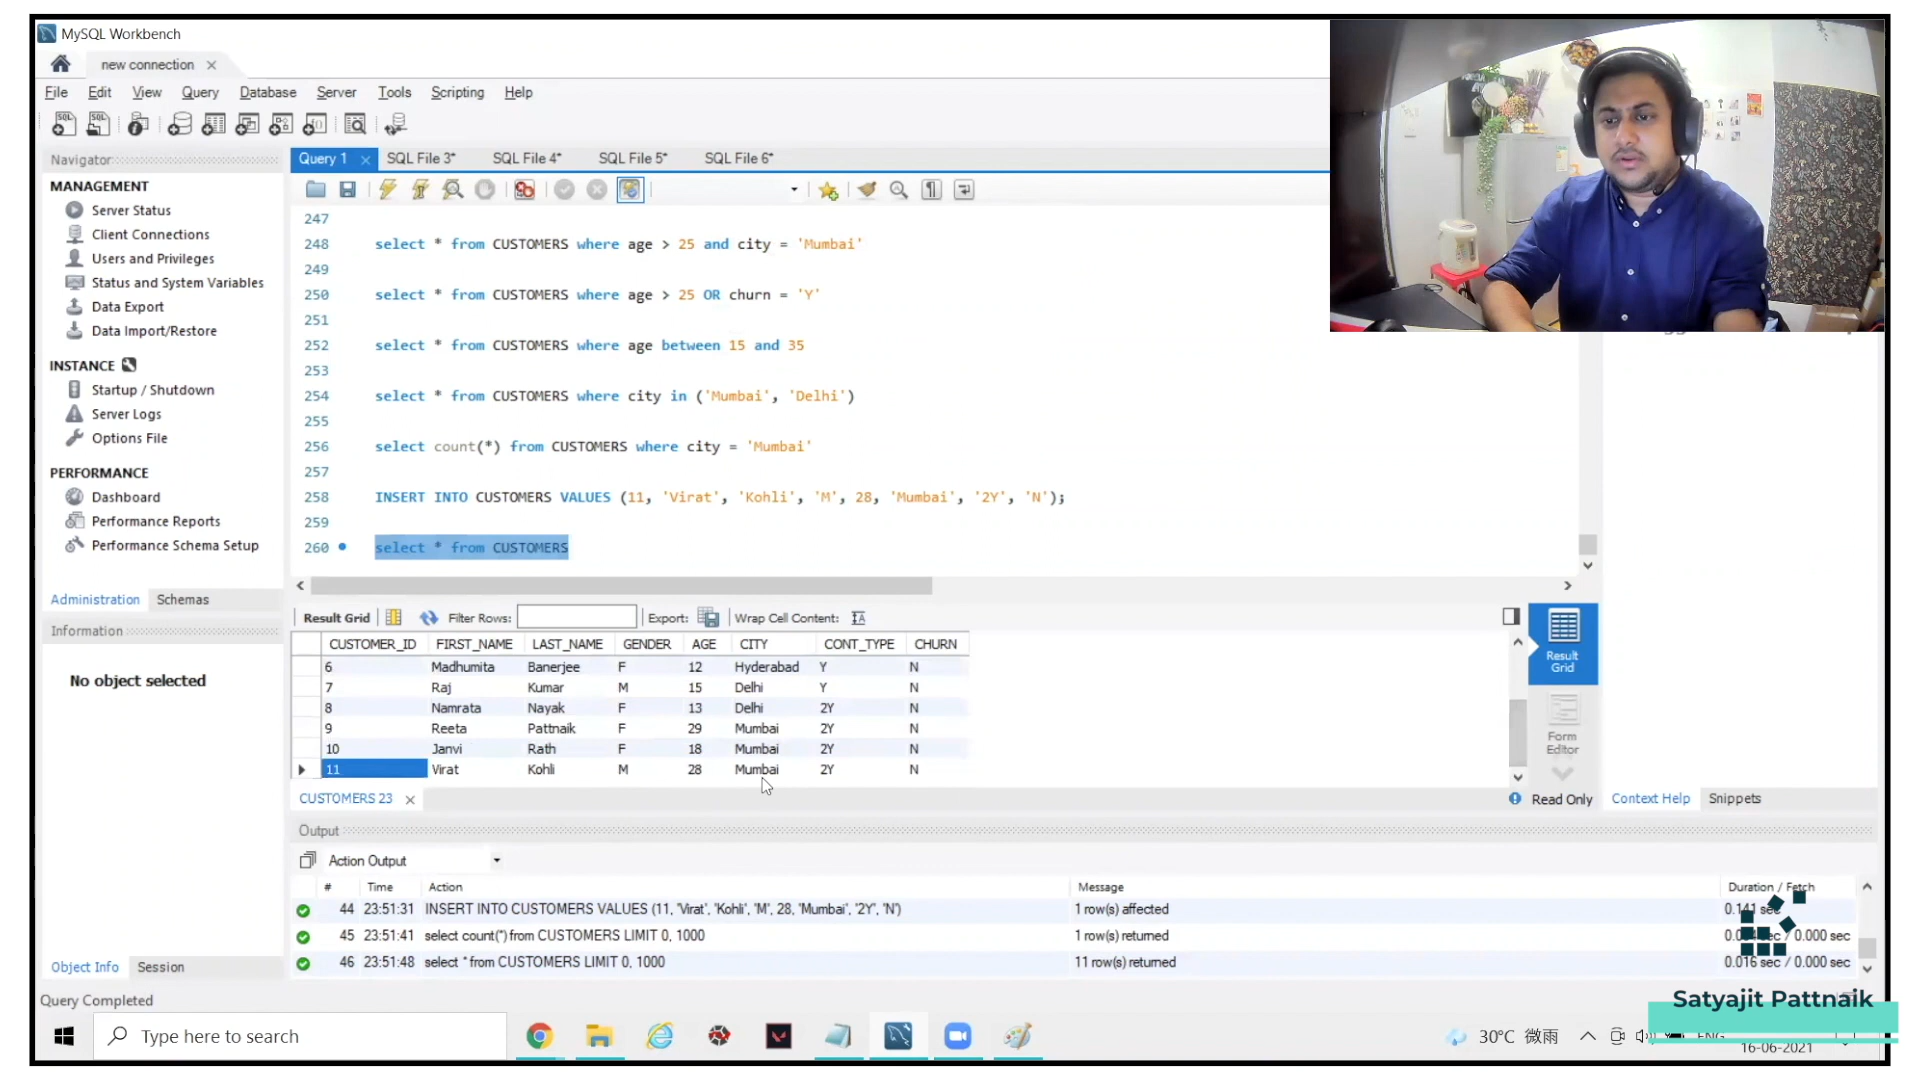 MySQL Workbench
new connection
File Edit View Query Database Server Tools Scripting Help
Navigator
MANAGEMENT
Server Status
Client Connections
Users and Privileges
Status and System Variables
Data Export
Data Import/Restore
INSTANCE
Startup / Shutdown
Server Logs
Options File
PERFORMANCE
Dashboard
Performance Reports
Performance Schema Setup
Administration Schemas
Information
No object selected
Object Info Session
Query Completed
Query 1 SQL File 3* SQL File 4* SQL File 5* SQL File 6*
247
248 select * from CUSTOMERS where age > 25 and city = 'Mumbai'
249
250 select * from CUSTOMERS where age > 25 OR churn = 'Y'
251
252 select * from CUSTOMERS where age between 15 and 35
253
254 select * from CUSTOMERS where city in ('Mumbai', 'Delhi')
255
256 select count(*) from CUSTOMERS where city = 'Mumbai'
257
258 INSERT INTO CUSTOMERS VALUES (11, 'Virat', 'Kohli', 'M', 28, 'Mumbai', '2Y', 'N');
259
260 select * from CUSTOMERS
Result Grid Filter Rows: Export: Wrap Cell Content:
CUSTOMER_ID FIRST_NAME LAST_NAME GENDER AGE CITY CONT_TYPE CHURN
6 Madhumita Banerjee F 12 Hyderabad Y N
7 Raj Kumar M 15 Delhi Y N
8 Namrata Nayak F 13 Delhi 2Y N
9 Reeta Pattnaik F 29 Mumbai 2Y N
10 Janvi Rath F 18 Mumbai 2Y N
11 Virat Kohli M 28 Mumbai 2Y N
Result
Grid
Form
Editor
CUSTOMERS 23
Read Only Context Help Snippets
Output
Action Output
# Time Action Message Duration / Fetch
44 23:51:31 INSERT INTO CUSTOMERS VALUES (11, 'Virat', 'Kohli', 'M', 28, 'Mumbai', '2Y', 'N') 1 row(s) affected 0.141 sec
45 23:51:41 select count(*) from CUSTOMERS LIMIT 0, 1000 1 row(s) returned / 0.000 sec
46 23:51:48 select * from CUSTOMERS LIMIT 0, 1000 11 row(s) returned 0.016 sec / 0.000 sec
Satyajit Pattnaik
Type here to search
30°C 微雨
16-06-2021